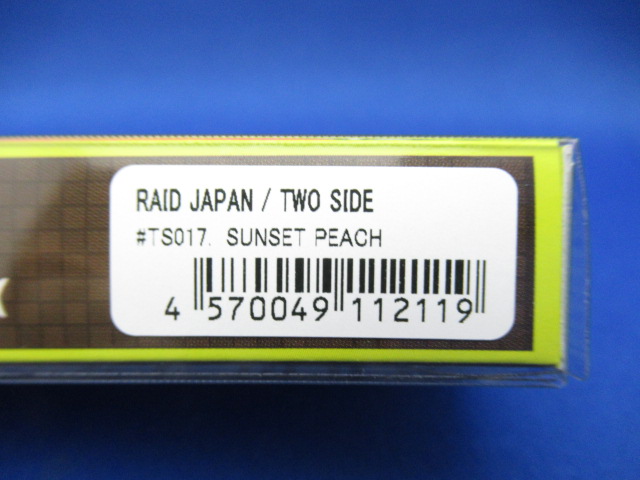 RAID JAPAN / TWO SIDE
#TS017. SUNSET PEACH
4 570049 112119